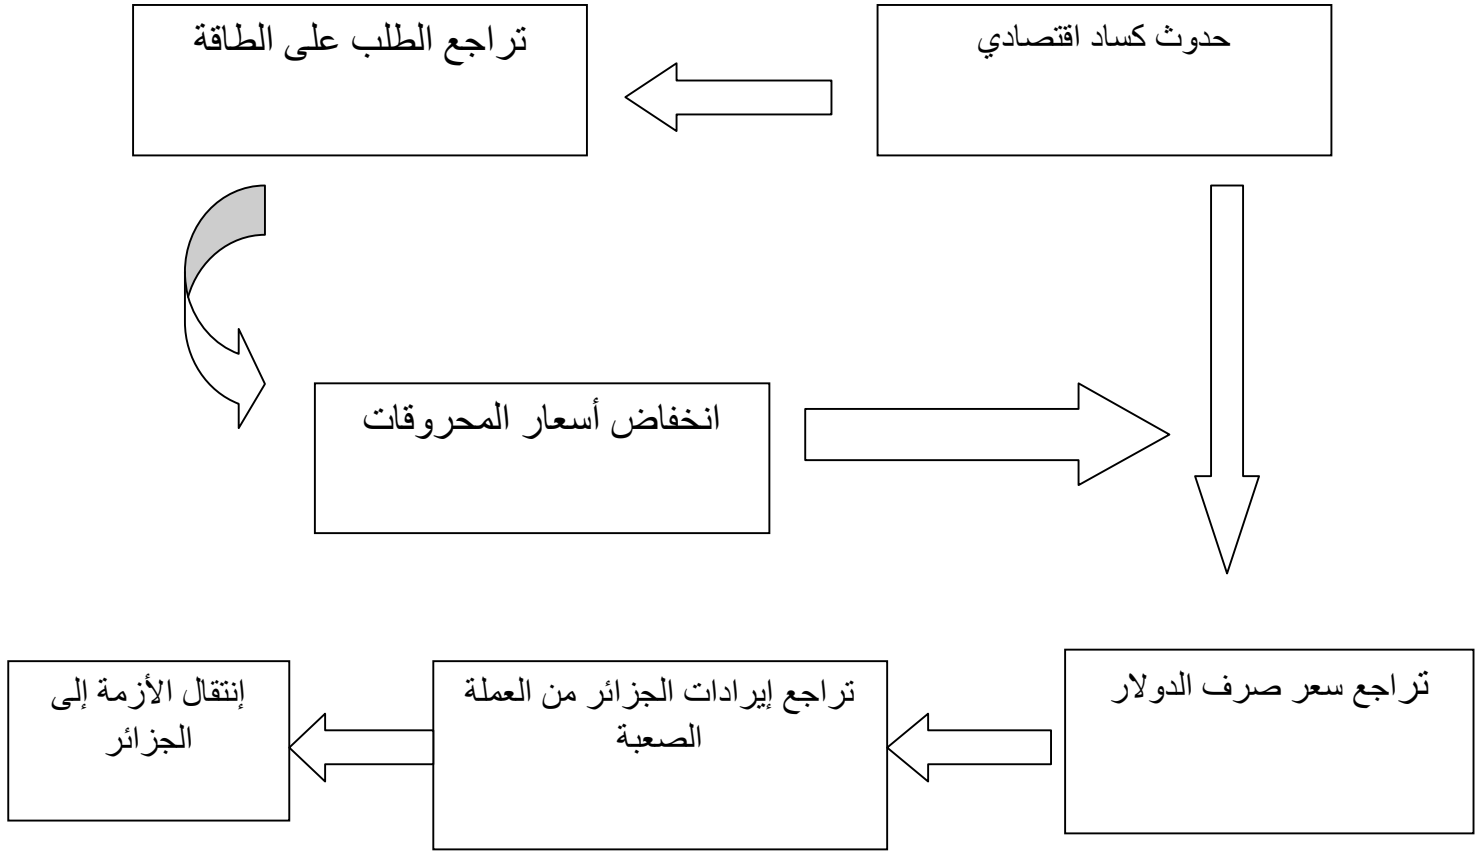 حدوث كساد اقتصادي
تراجع الطلب على الطاقة
انخفاض أسعار المحروقات
تراجع سعر صرف الدولار
تراجع إيرادات الجزائر من العملة
الصعبة
إنتقال الأزمة إلى
الجزائر